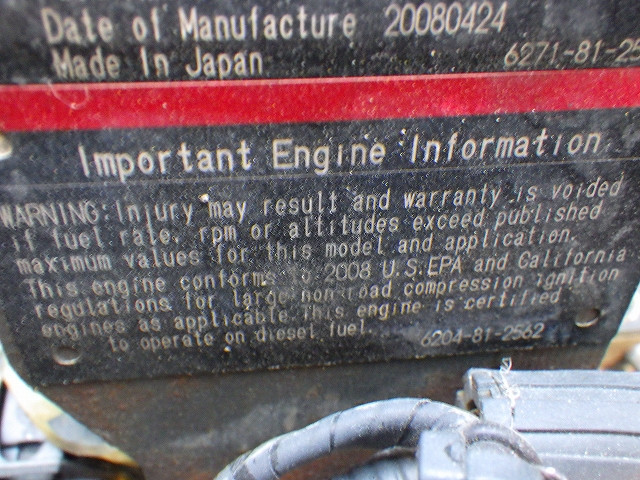 Date of Manufacture 20080424
Made In Japan 6271-81-25
Important Engine Information
WARNING: Injury may result and warranty is voided
if fuel rate, rpm or altitudes exceed published
maximum values for this model and application.
This engine conforms to 2008 U.S.EPA and California
regulations for large non-road compression ignition
engines as applicable. This engine is certified
to operate on diesel fuel. 6204-81-2562